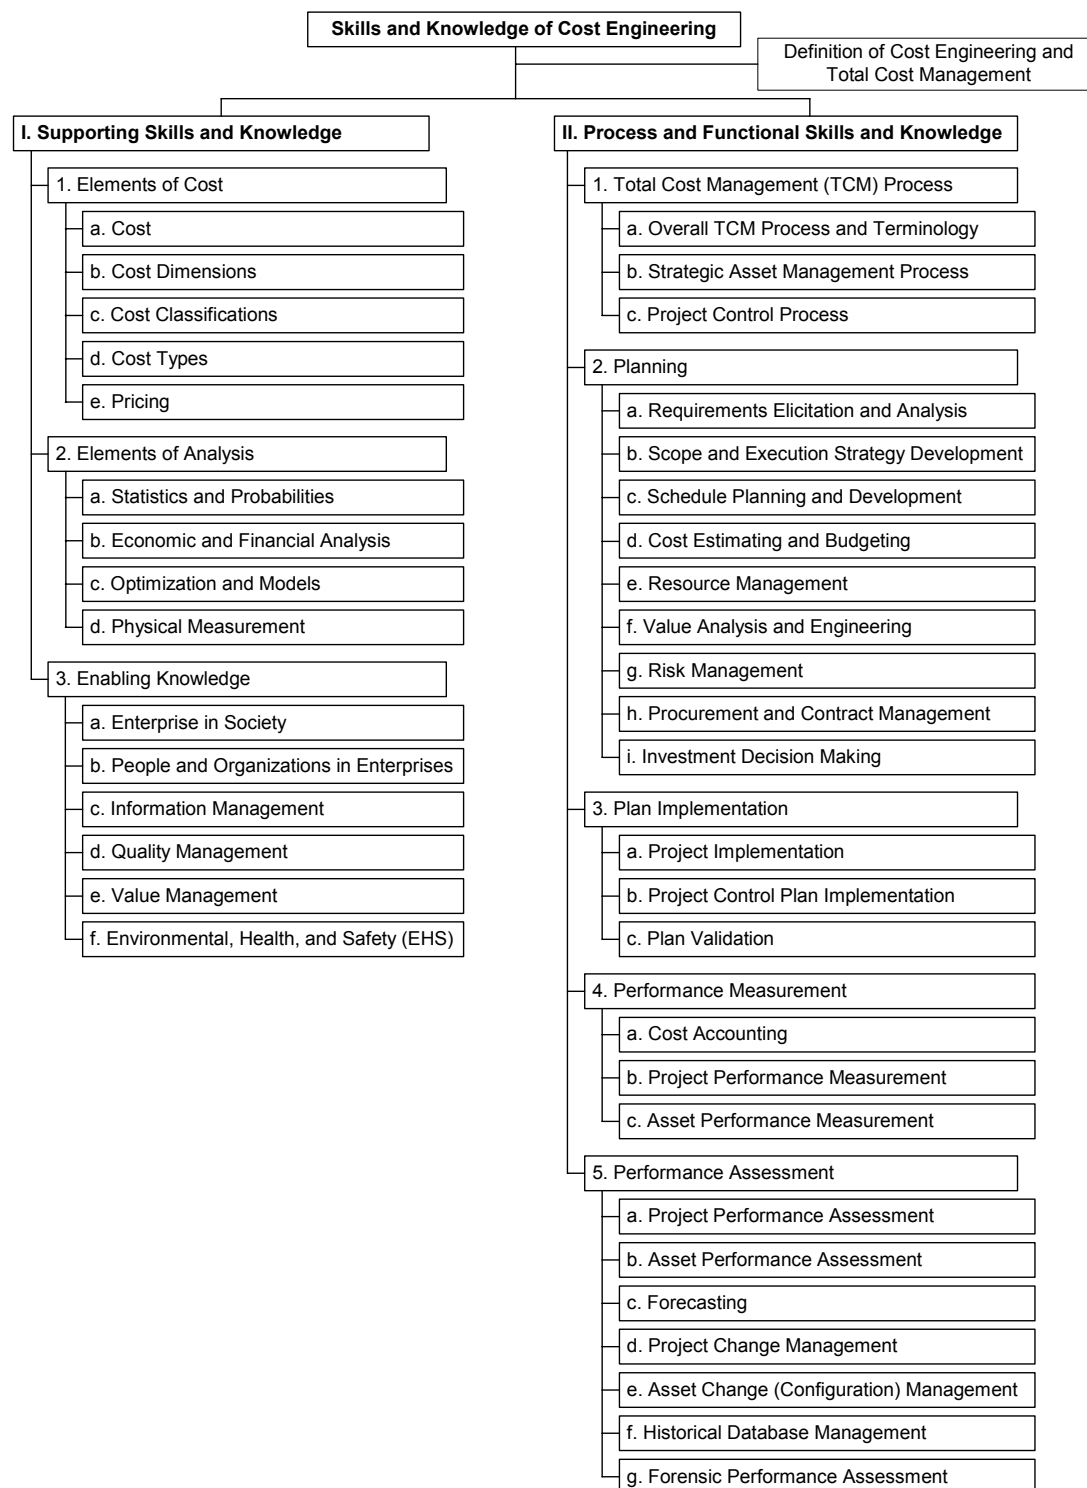 Skills and Knowledge of Cost Engineering
Definition of Cost Engineering and
Total Cost Management
I. Supporting Skills and Knowledge
1. Elements of Cost
a. Cost
b. Cost Dimensions
c. Cost Classifications
d. Cost Types
e. Pricing
2. Elements of Analysis
a. Statistics and Probabilities
b. Economic and Financial Analysis
c. Optimization and Models
d. Physical Measurement
3. Enabling Knowledge
a. Enterprise in Society
b. People and Organizations in Enterprises
c. Information Management
d. Quality Management
e. Value Management
f. Environmental, Health, and Safety (EHS)
II. Process and Functional Skills and Knowledge
1. Total Cost Management (TCM) Process
a. Overall TCM Process and Terminology
b. Strategic Asset Management Process
c. Project Control Process
2. Planning
a. Requirements Elicitation and Analysis
b. Scope and Execution Strategy Development
c. Schedule Planning and Development
d. Cost Estimating and Budgeting
e. Resource Management
f. Value Analysis and Engineering
g. Risk Management
h. Procurement and Contract Management
i. Investment Decision Making
3. Plan Implementation
a. Project Implementation
b. Project Control Plan Implementation
c. Plan Validation
4. Performance Measurement
a. Cost Accounting
b. Project Performance Measurement
c. Asset Performance Measurement
5. Performance Assessment
a. Project Performance Assessment
b. Asset Performance Assessment
c. Forecasting
d. Project Change Management
e. Asset Change (Configuration) Management
f. Historical Database Management
g. Forensic Performance Assessment